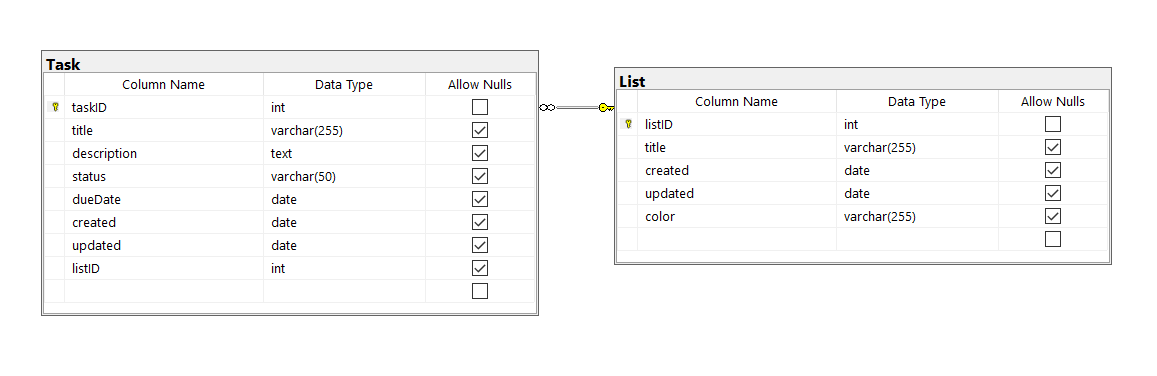 Task
Column Name Data Type Allow Nulls
taskID int
title varchar(255)
description text
status varchar(50)
dueDate date
created date
updated date
listID int
List
Column Name Data Type Allow Nulls
listID int
title varchar(255)
created date
updated date
color varchar(255)